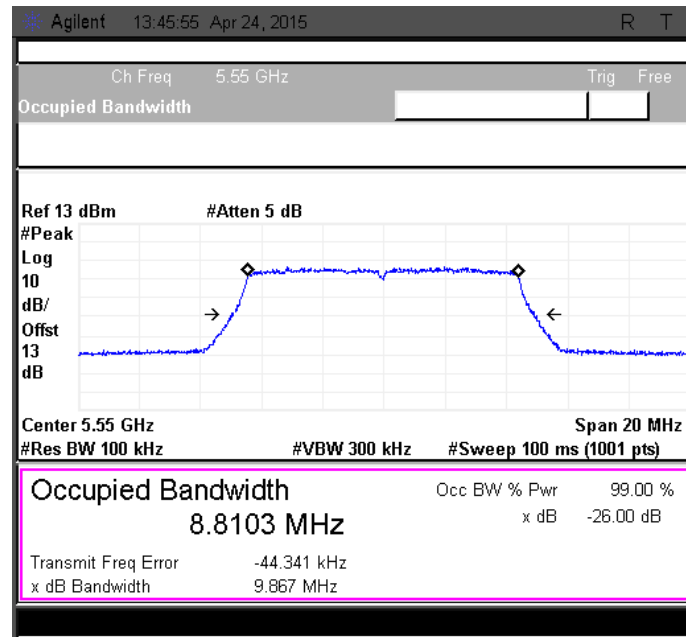 Agilent 13:45:55 Apr 24, 2015 R T
Ch Freq 5.55 GHz Trig Free
Occupied Bandwidth
Ref 13 dBm #Atten 5 dB
#Peak
Log
10
dB/
Offst
13
dB
Center 5.55 GHz Span 20 MHz
#Res BW 100 kHz #VBW 300 kHz #Sweep 100 ms (1001 pts)
Occupied Bandwidth Occ BW % Pwr 99.00 %
8.8103 MHz x dB -26.00 dB
Transmit Freq Error -44.341 kHz
x dB Bandwidth 9.867 MHz